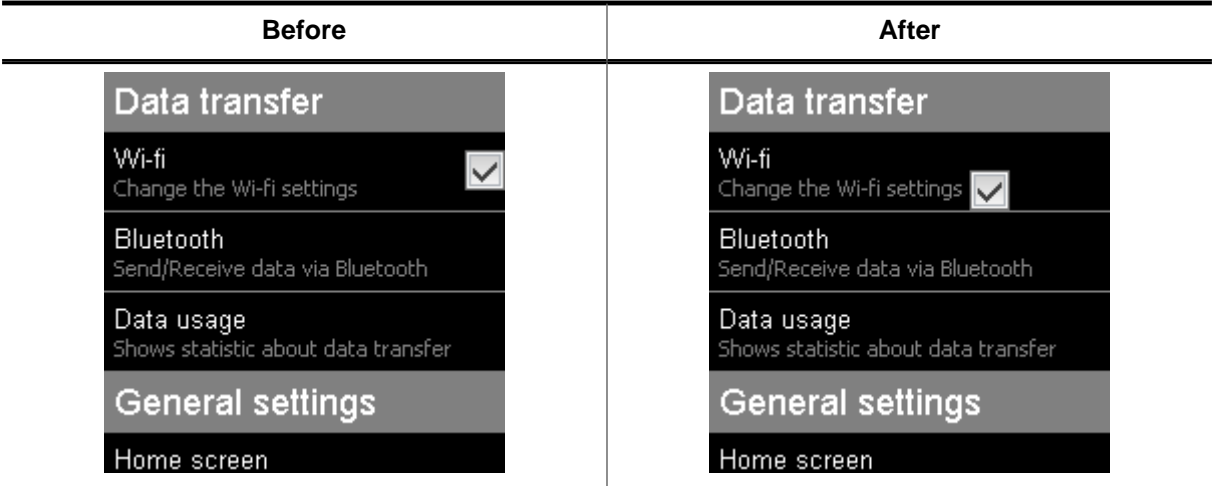 Before
After
Data transfer
Wi-fi
Change the Wi-fi settings
Bluetooth
Send/Receive data via Bluetooth
Data usage
Shows statistic about data transfer
General settings
Home screen
Data transfer
Wi-fi
Change the Wi-fi settings
Bluetooth
Send/Receive data via Bluetooth
Data usage
Shows statistic about data transfer
General settings
Home screen